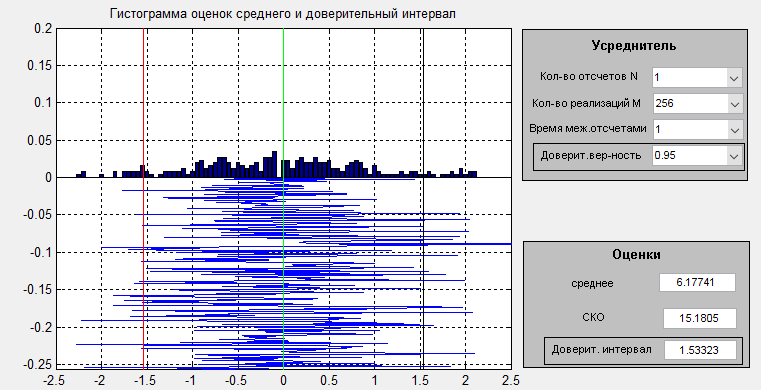 Гистограмма оценок среднего и доверительный интервал
0.2
0.15
0.1
0.05
0
-0.05
-0.1
-0.15
-0.2
-0.25
-2.5 -2 -1.5 -1 -0.5 0 0.5 1 1.5 2 2.5
Усреднитель
Кол-во отсчетов N 1
Кол-во реализаций M 256
Время меж.отсчетами 1
Доверит.вер-ность 0.95
Оценки
среднее 6.17741
СКО 15.1805
Доверит. интервал 1.53323